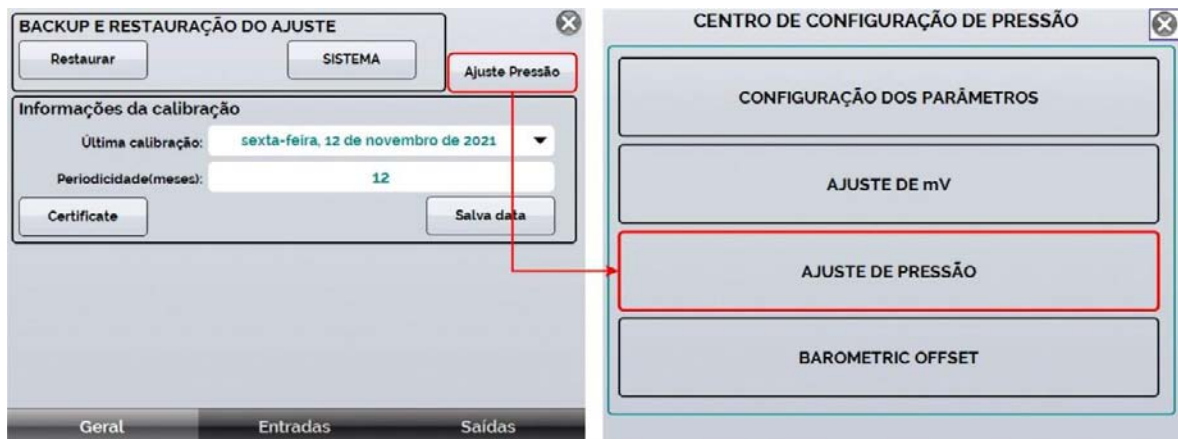 BACKUP E RESTAURAÇÃO DO AJUSTE
Restaurar
SISTEMA
Ajuste Pressão
Informações da calibração
Última calibração:
sexta-feira, 12 de novembro de 2021
Periodicidade(meses):
12
Certificate
Salva data
Geral
Entradas
Saídas
CENTRO DE CONFIGURAÇÃO DE PRESSÃO
CONFIGURAÇÃO DOS PARÂMETROS
AJUSTE DE mV
AJUSTE DE PRESSÃO
BAROMETRIC OFFSET